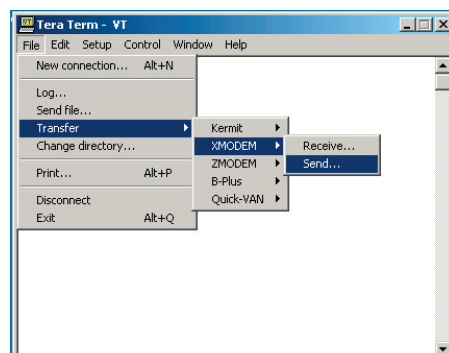 Tera Term - VT
File Edit Setup Control Window Help
New connection... Alt+N
Log...
Send file...
Transfer
Change directory...
Print... Alt+P
Disconnect
Exit Alt+Q
Kermit
XMODEM
ZMODEM
B-Plus
Quick-VAN
Receive...
Send...